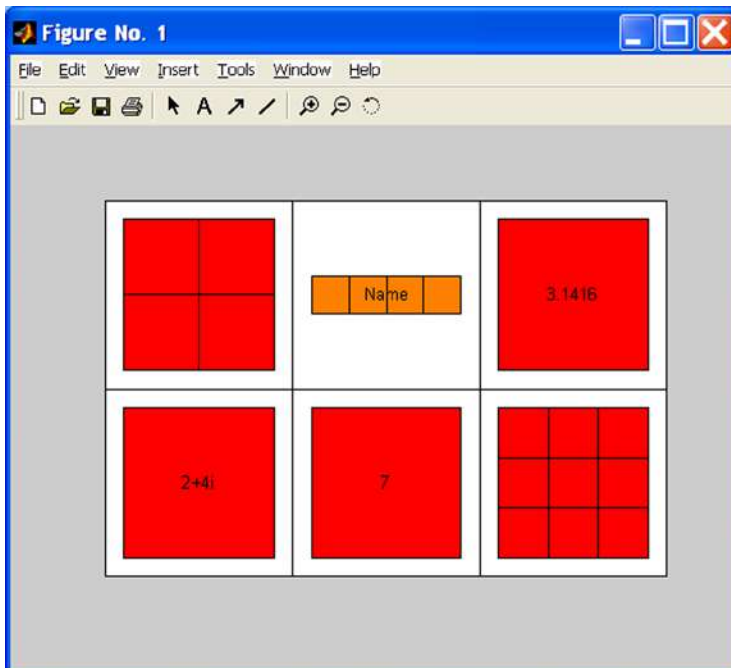 Figure No. 1
File Edit View Insert Tools Window Help
A
Name 3.1416
2+4i 7